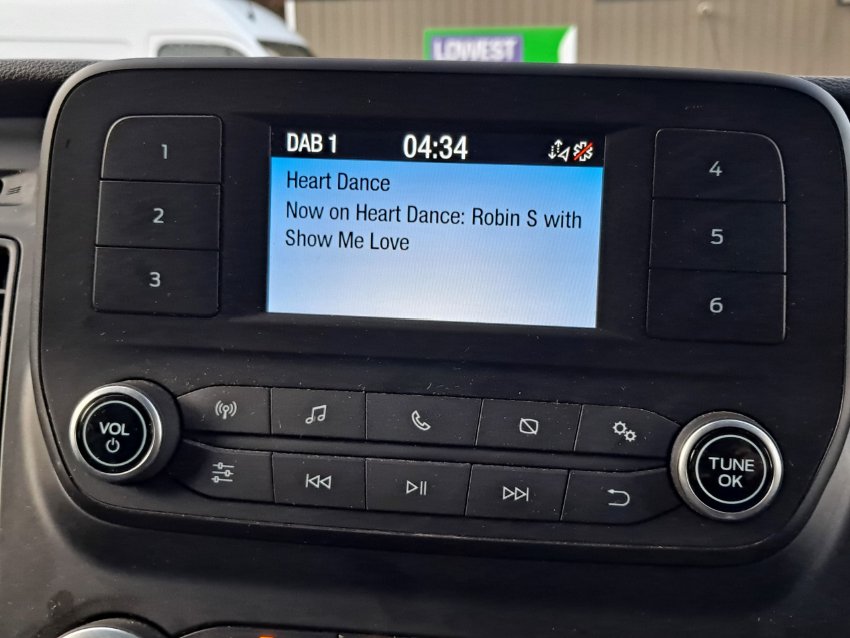 LOWEST
DAB 1 04:34
Heart Dance
Now on Heart Dance: Robin S with
Show Me Love
1
2
3
4
5
6
VOL
TUNE
OK